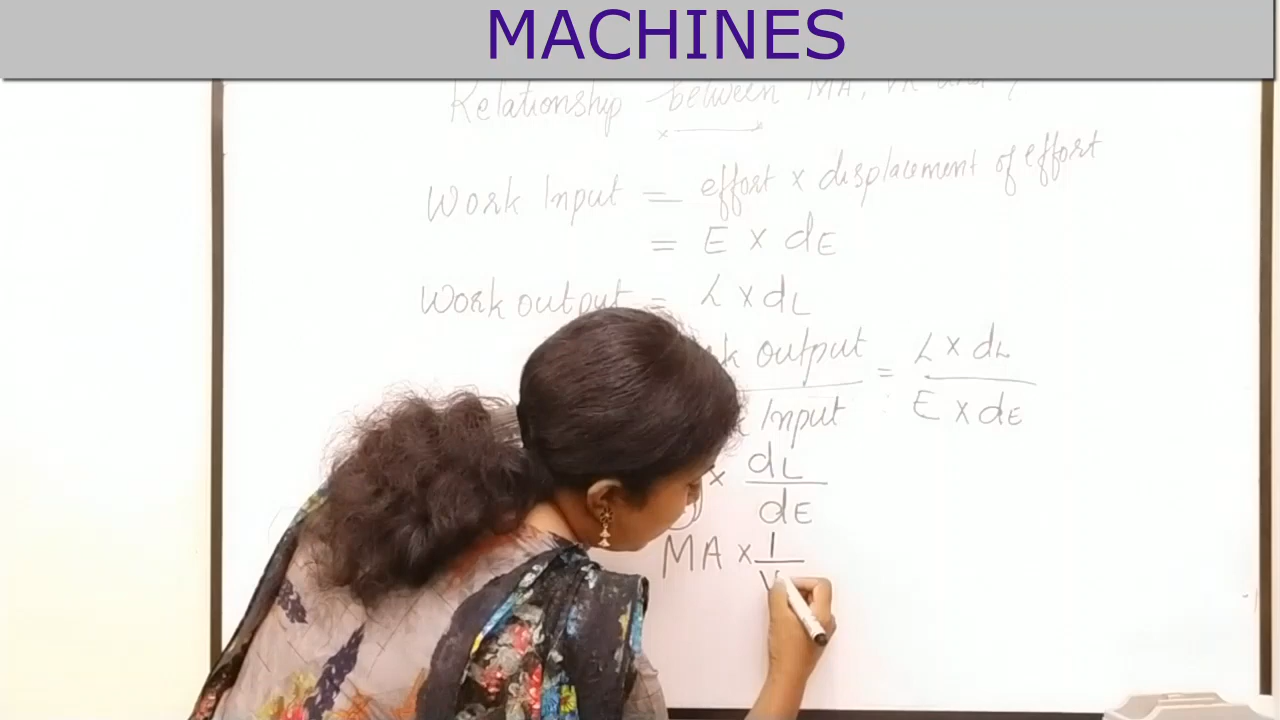 MACHINES
Relationship between MA, VR and
Work Input = effort × displacement of effort
= E × dE
Work output = L × dL
k output = L × dL
Input E × dE
× dL
dE
MA × 1
V